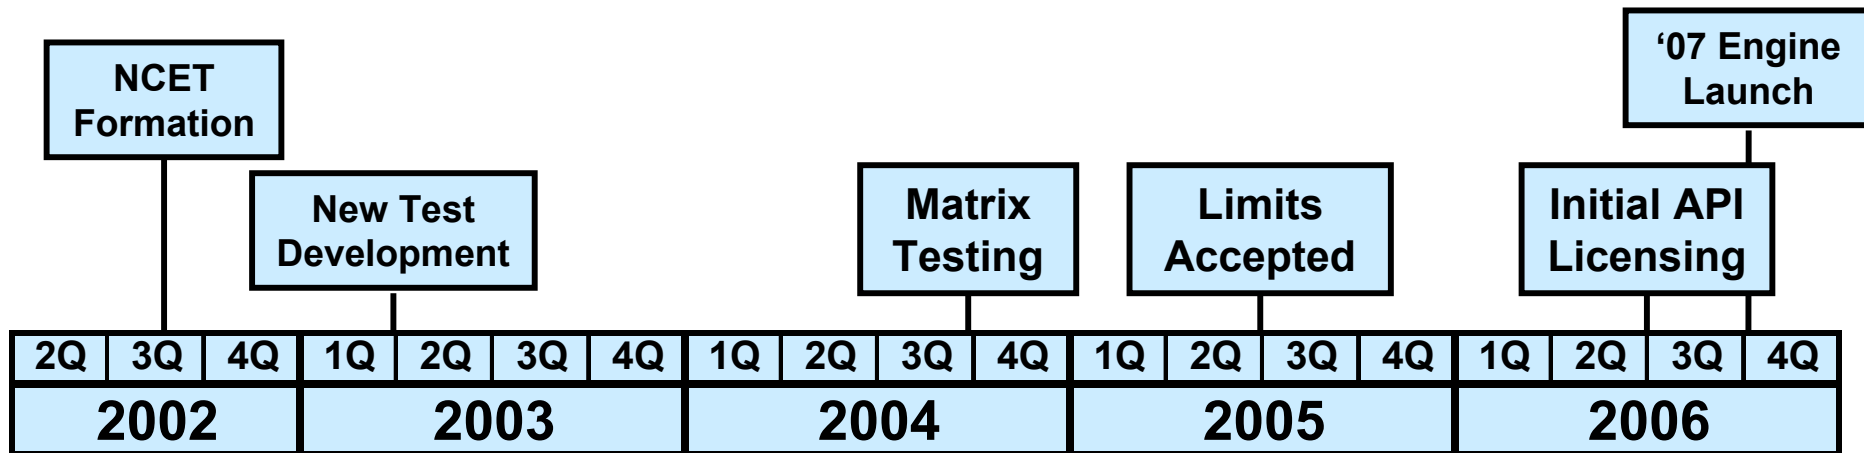 ‘07 Engine
Launch
NCET
Formation
New Test
Development
Matrix
Testing
Limits
Accepted
Initial API
Licensing
2Q 3Q 4Q 1Q 2Q 3Q 4Q 1Q 2Q 3Q 4Q 1Q 2Q 3Q 4Q 1Q 2Q 3Q 4Q
2002 2003 2004 2005 2006